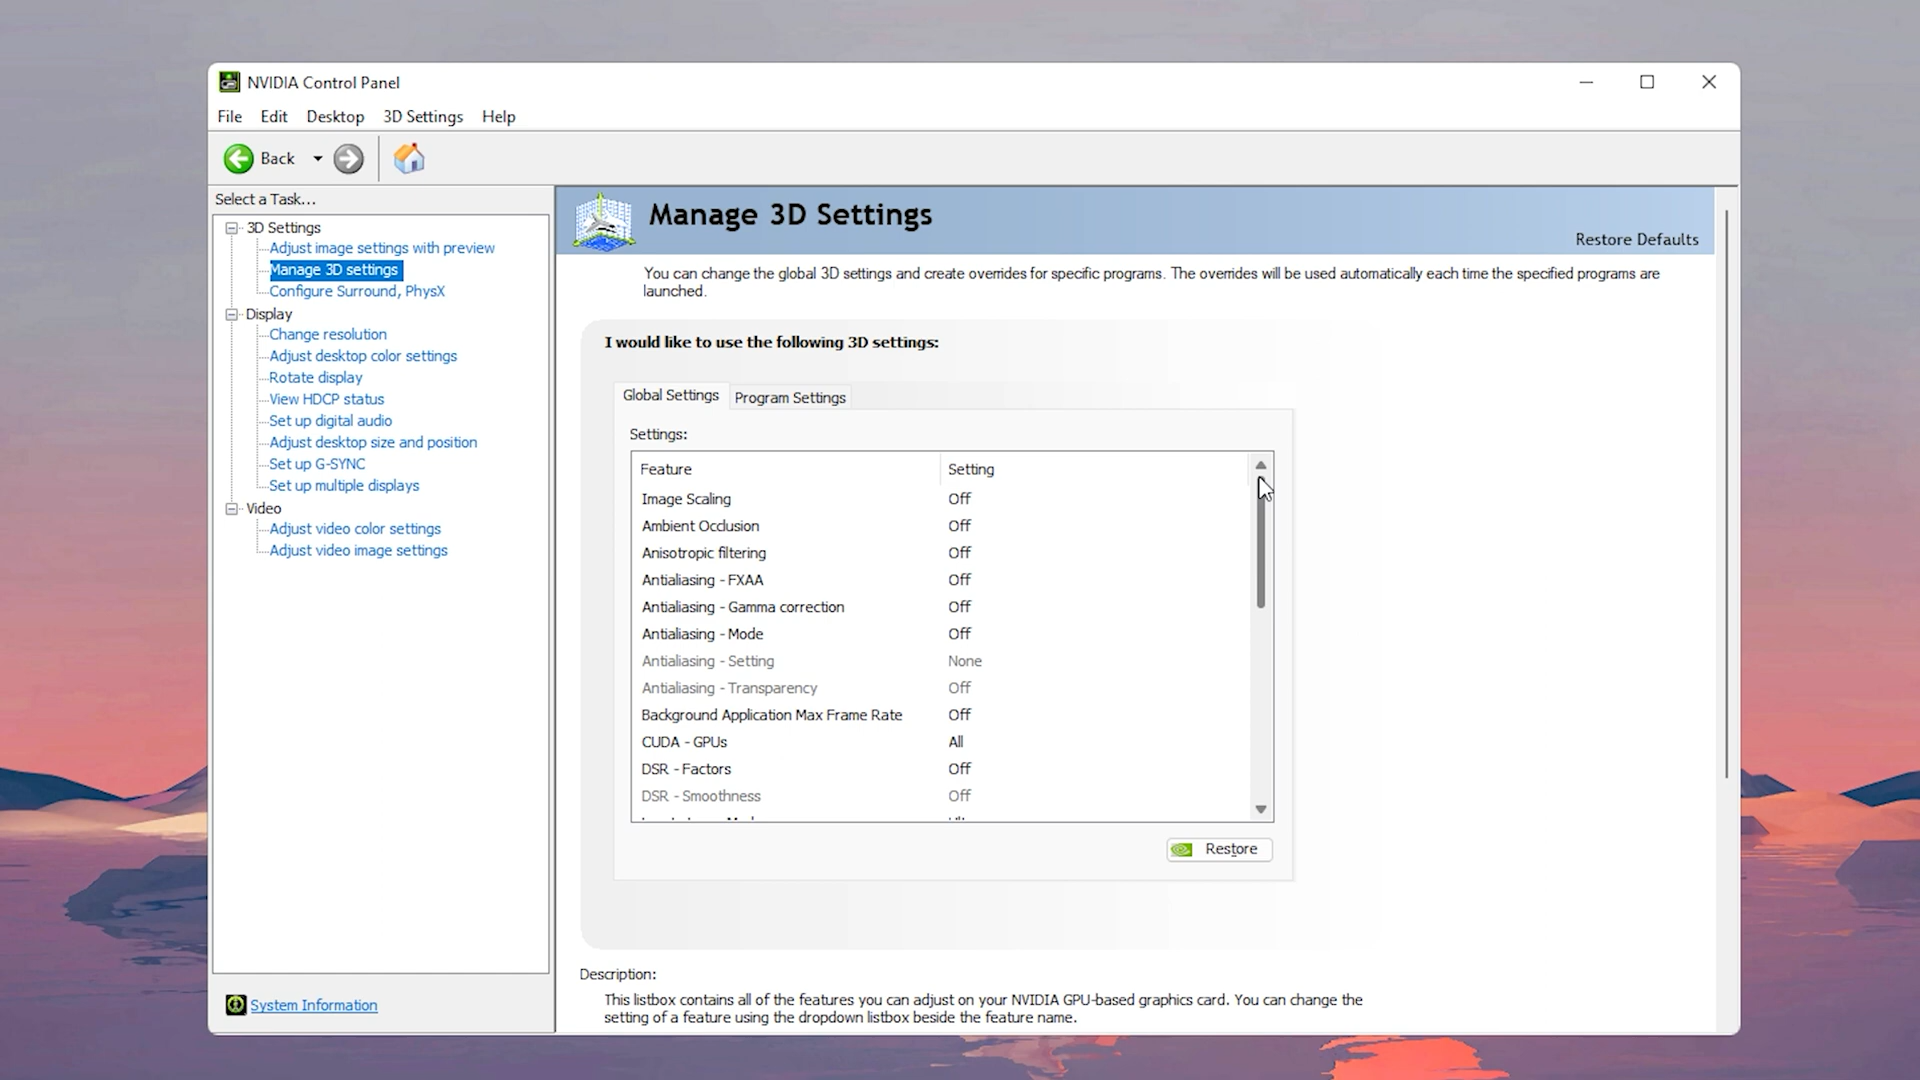 NVIDIA Control Panel
File Edit Desktop 3D Settings Help
Back
Select a Task...
3D Settings
Adjust image settings with preview
Manage 3D settings
Configure Surround, PhysX
Display
Change resolution
Adjust desktop color settings
Rotate display
View HDCP status
Set up digital audio
Adjust desktop size and position
Set up G-SYNC
Set up multiple displays
Video
Adjust video color settings
Adjust video image settings
System Information
Manage 3D Settings
Restore Defaults
You can change the global 3D settings and create overrides for specific programs. The overrides will be used automatically each time the specified programs are
launched.
I would like to use the following 3D settings:
Global Settings Program Settings
Settings:
Feature Setting
Image Scaling Off
Ambient Occlusion Off
Anisotropic filtering Off
Antialiasing - FXAA Off
Antialiasing - Gamma correction Off
Antialiasing - Mode Off
Antialiasing - Setting None
Antialiasing - Transparency Off
Background Application Max Frame Rate Off
CUDA - GPUs All
DSR - Factors Off
DSR - Smoothness Off
Restore
Description:
This listbox contains all of the features you can adjust on your NVIDIA GPU-based graphics card. You can change the
setting of a feature using the dropdown listbox beside the feature name.